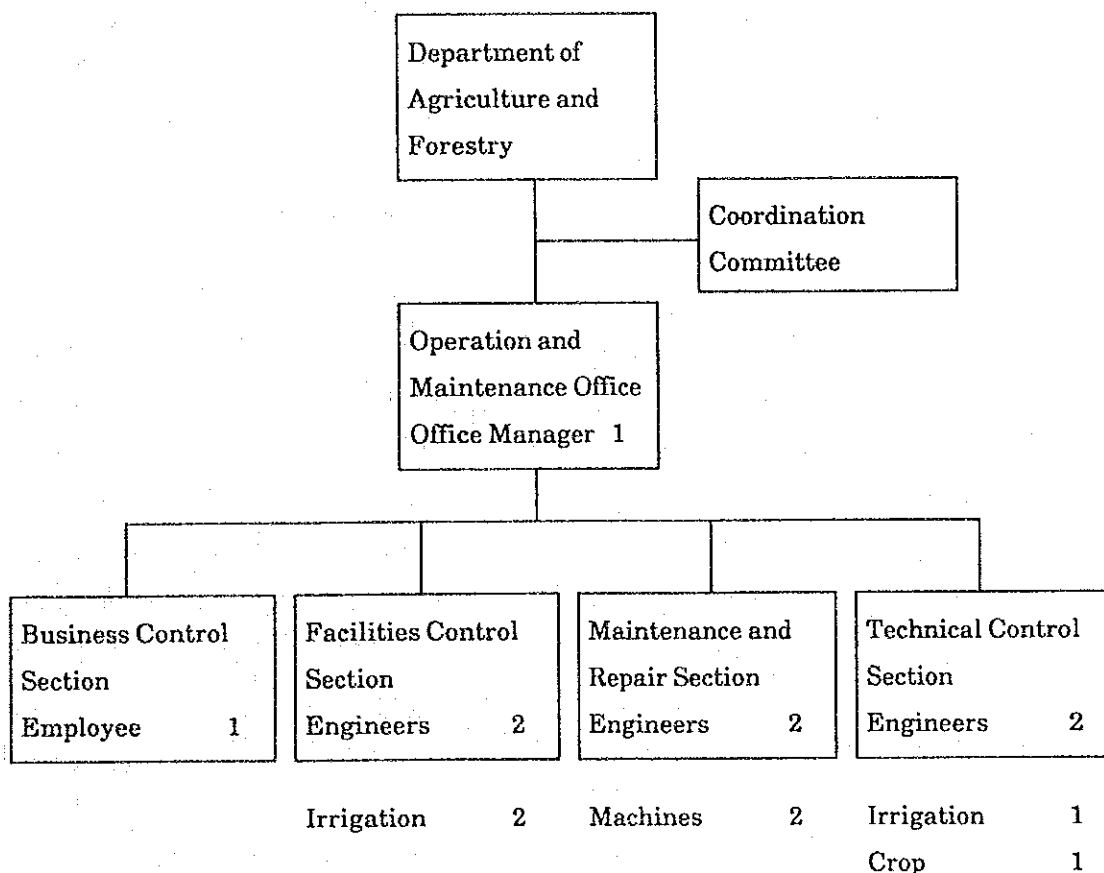 Department of
Agriculture and
Forestry
Coordination
Committee
Operation and
Maintenance Office
Office Manager 1
Business Control
Section
Employee 1
Facilities Control
Section
Engineers 2
Irrigation 2
Maintenance and
Repair Section
Engineers 2
Machines 2
Technical Control
Section
Engineers 2
Irrigation 1
Crop 1